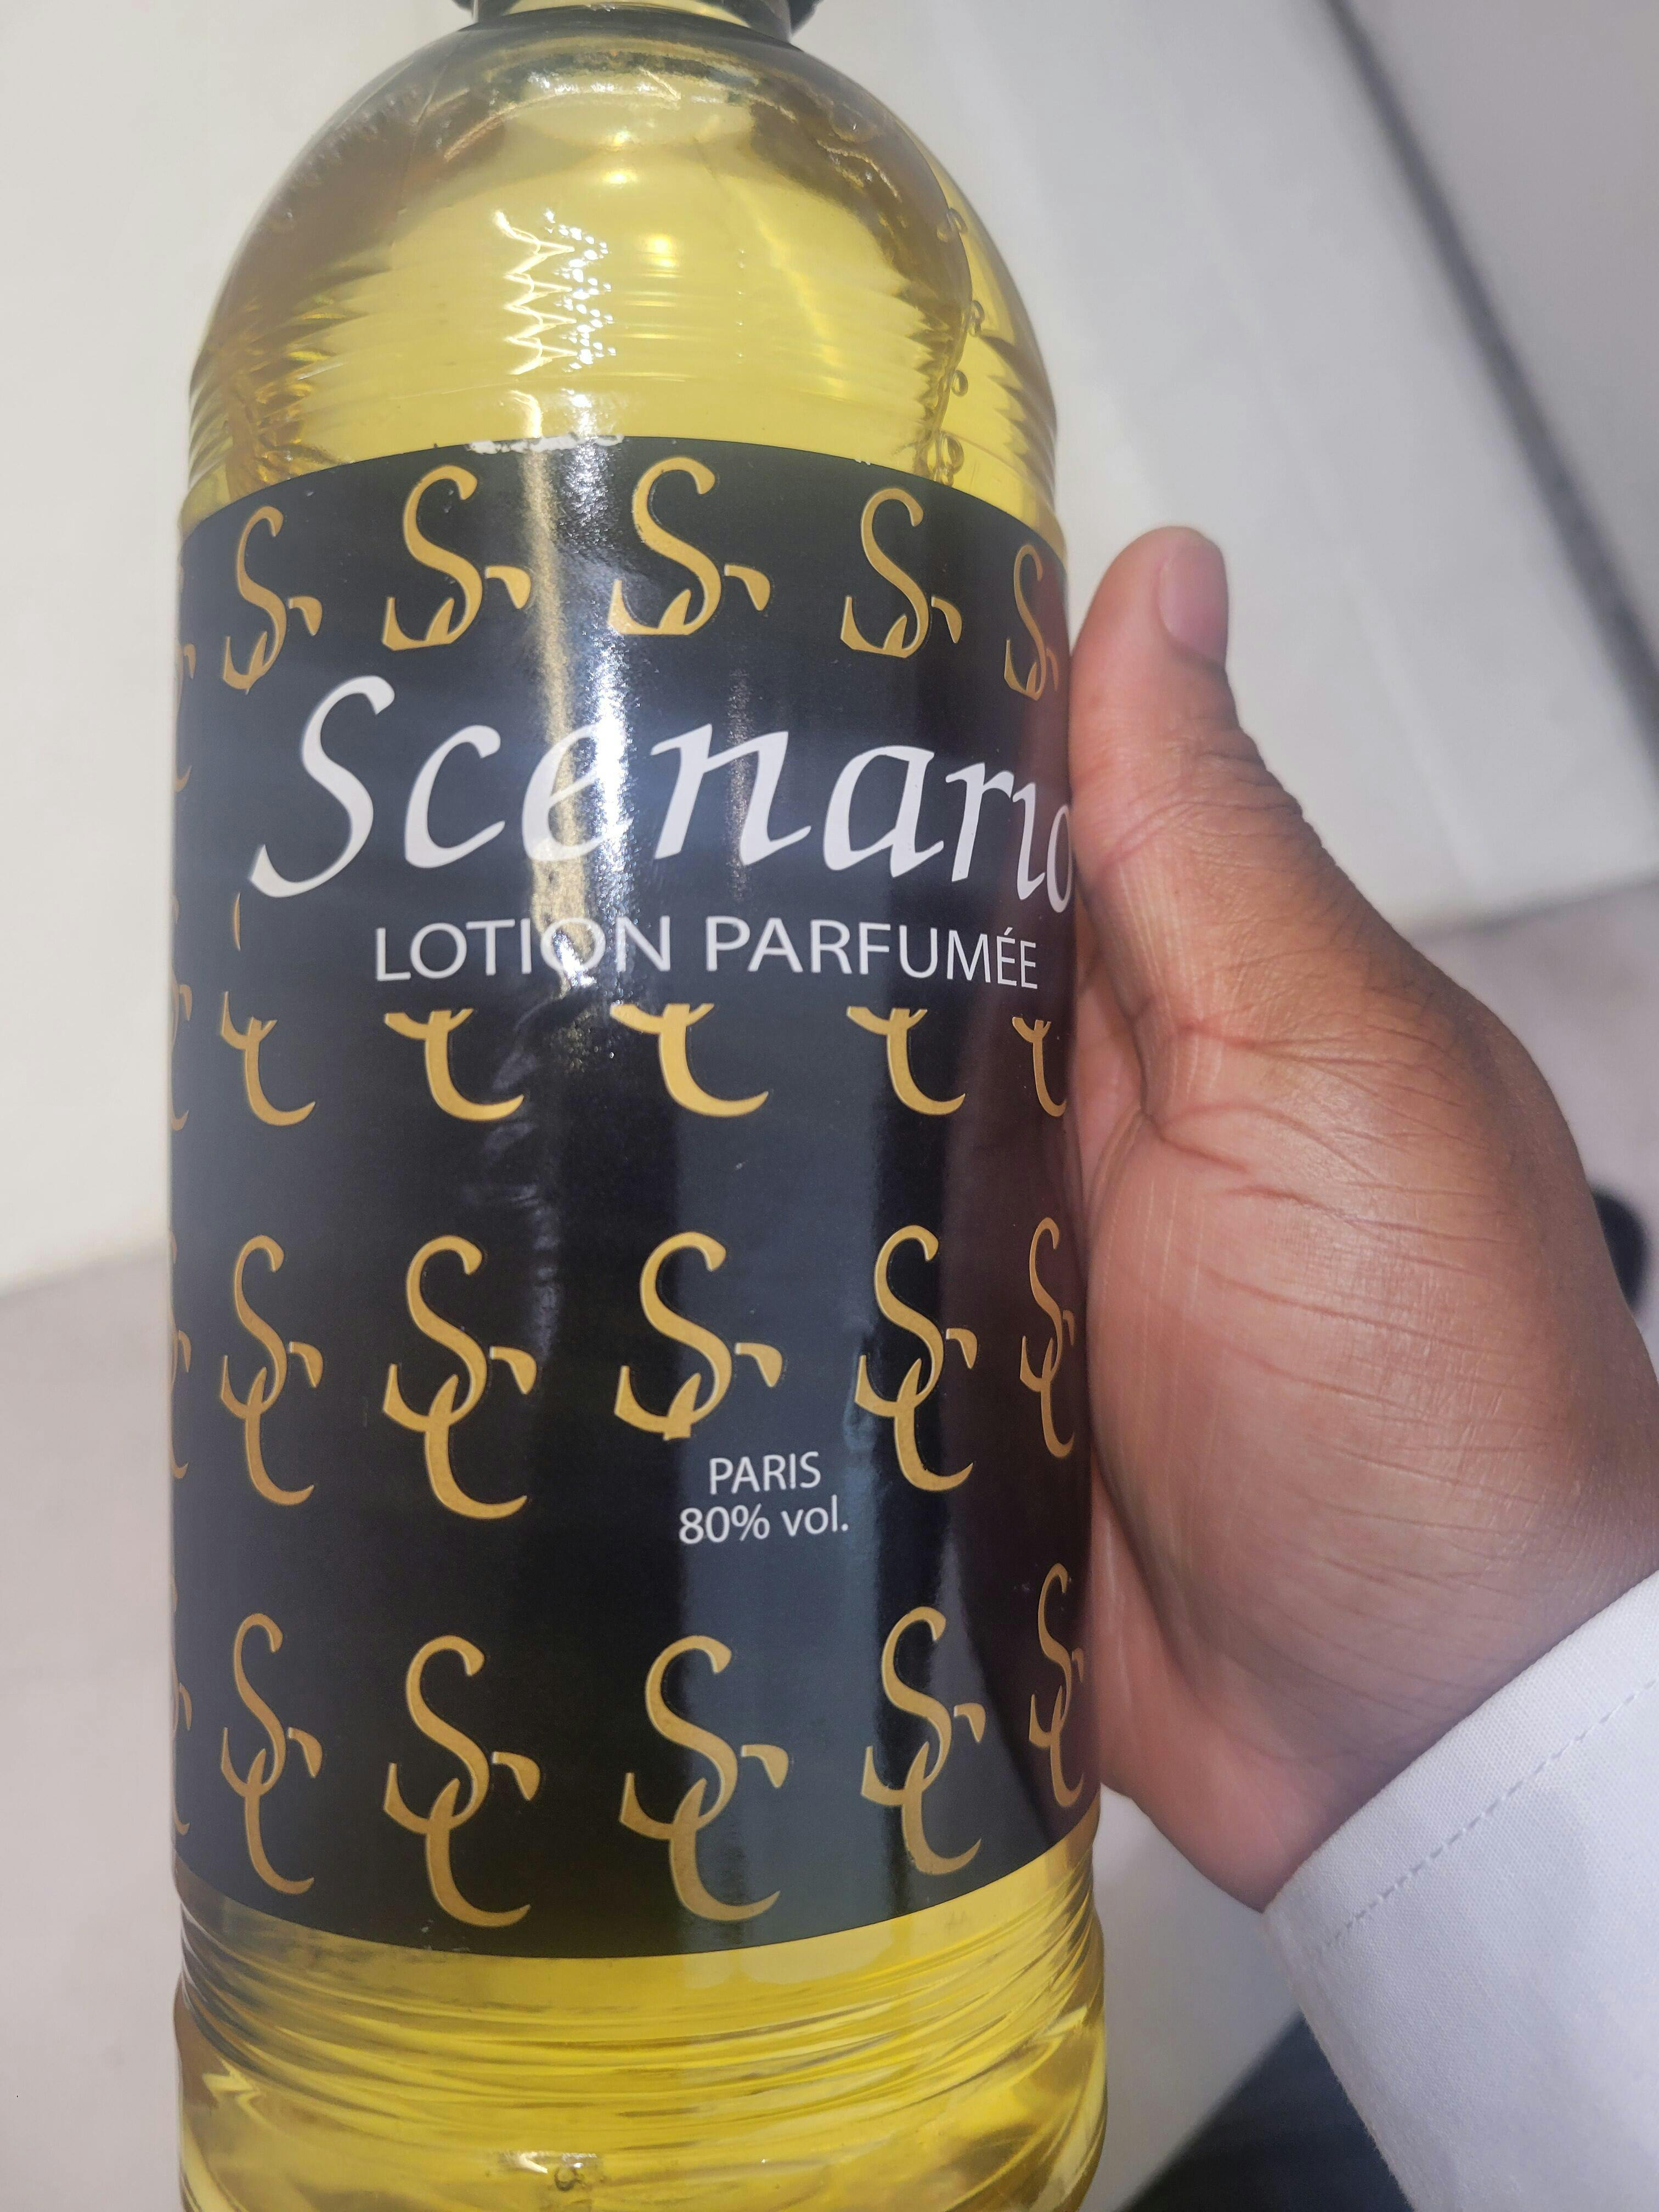 Scenario
LOTION PARFUMÉE
PARIS
80% vol.